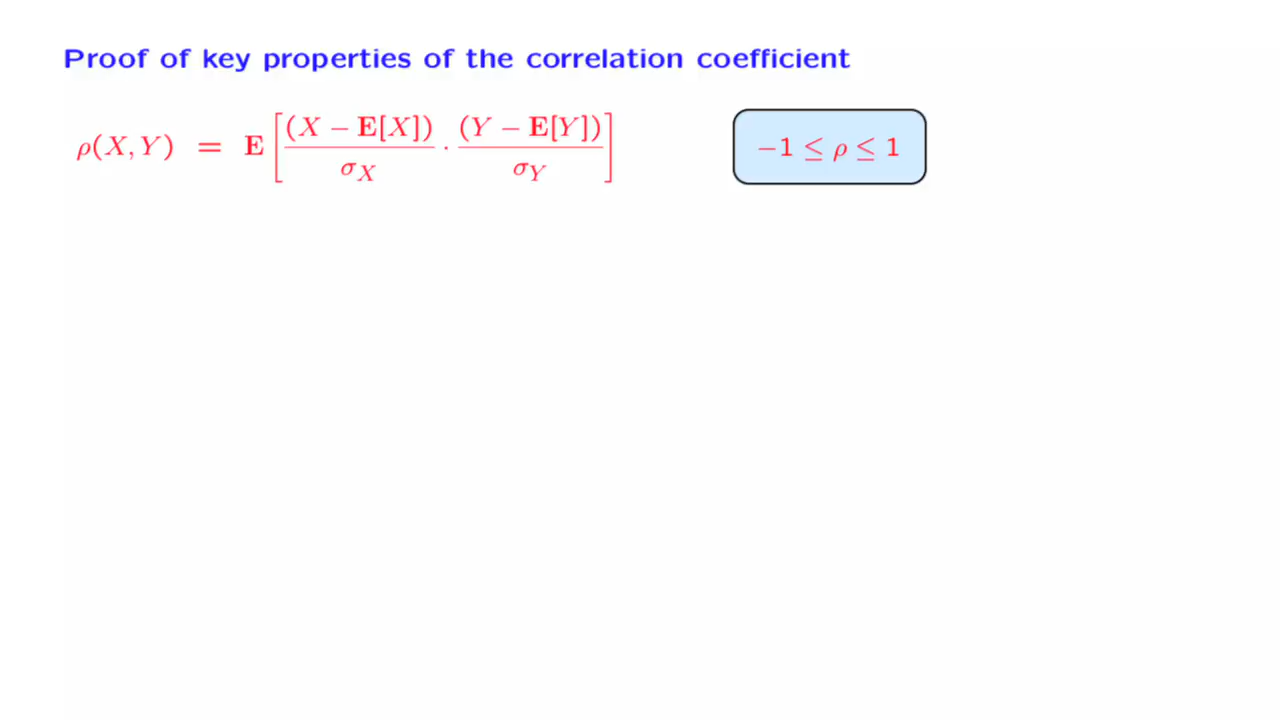 Proof of key properties of the correlation coefficient
ρ(X, Y) = E[(X − E[X])/σ_X · (Y − E[Y])/σ_Y]
−1 ≤ ρ ≤ 1